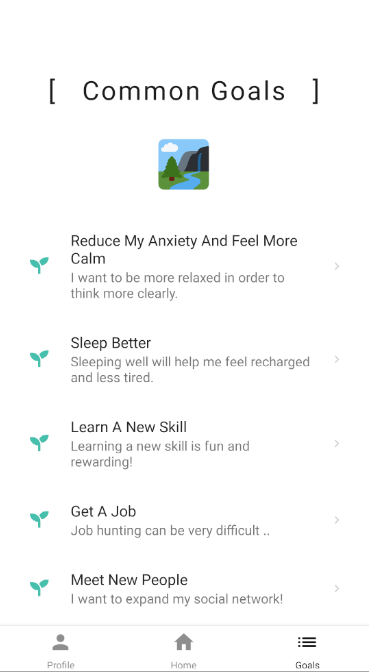 [ Common Goals ]
Reduce My Anxiety And Feel More
Calm
I want to be more relaxed in order to
think more clearly.
Sleep Better
Sleeping well will help me feel recharged
and less tired.
Learn A New Skill
Learning a new skill is fun and
rewarding!
Get A Job
Job hunting can be very difficult ..
Meet New People
I want to expand my social network!
Profile
Home
Goals